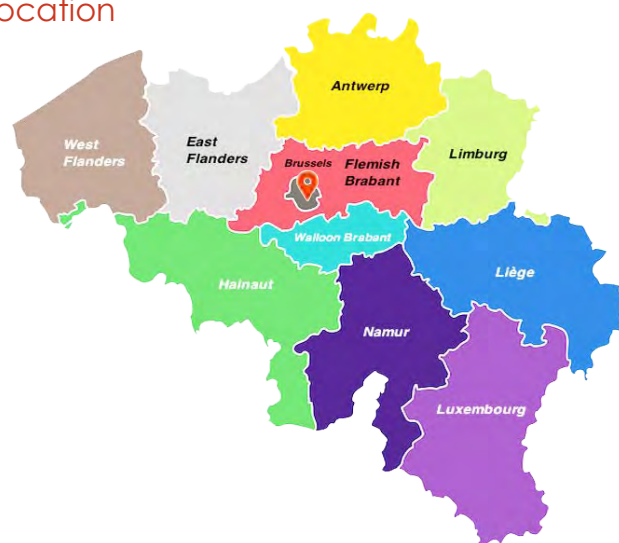 ocation
Antwerp
West
Flanders
East
Flanders
Brussels
Flemish
Brabant
Limburg
Walloon Brabant
Hainaut
Liège
Namur
Luxembourg